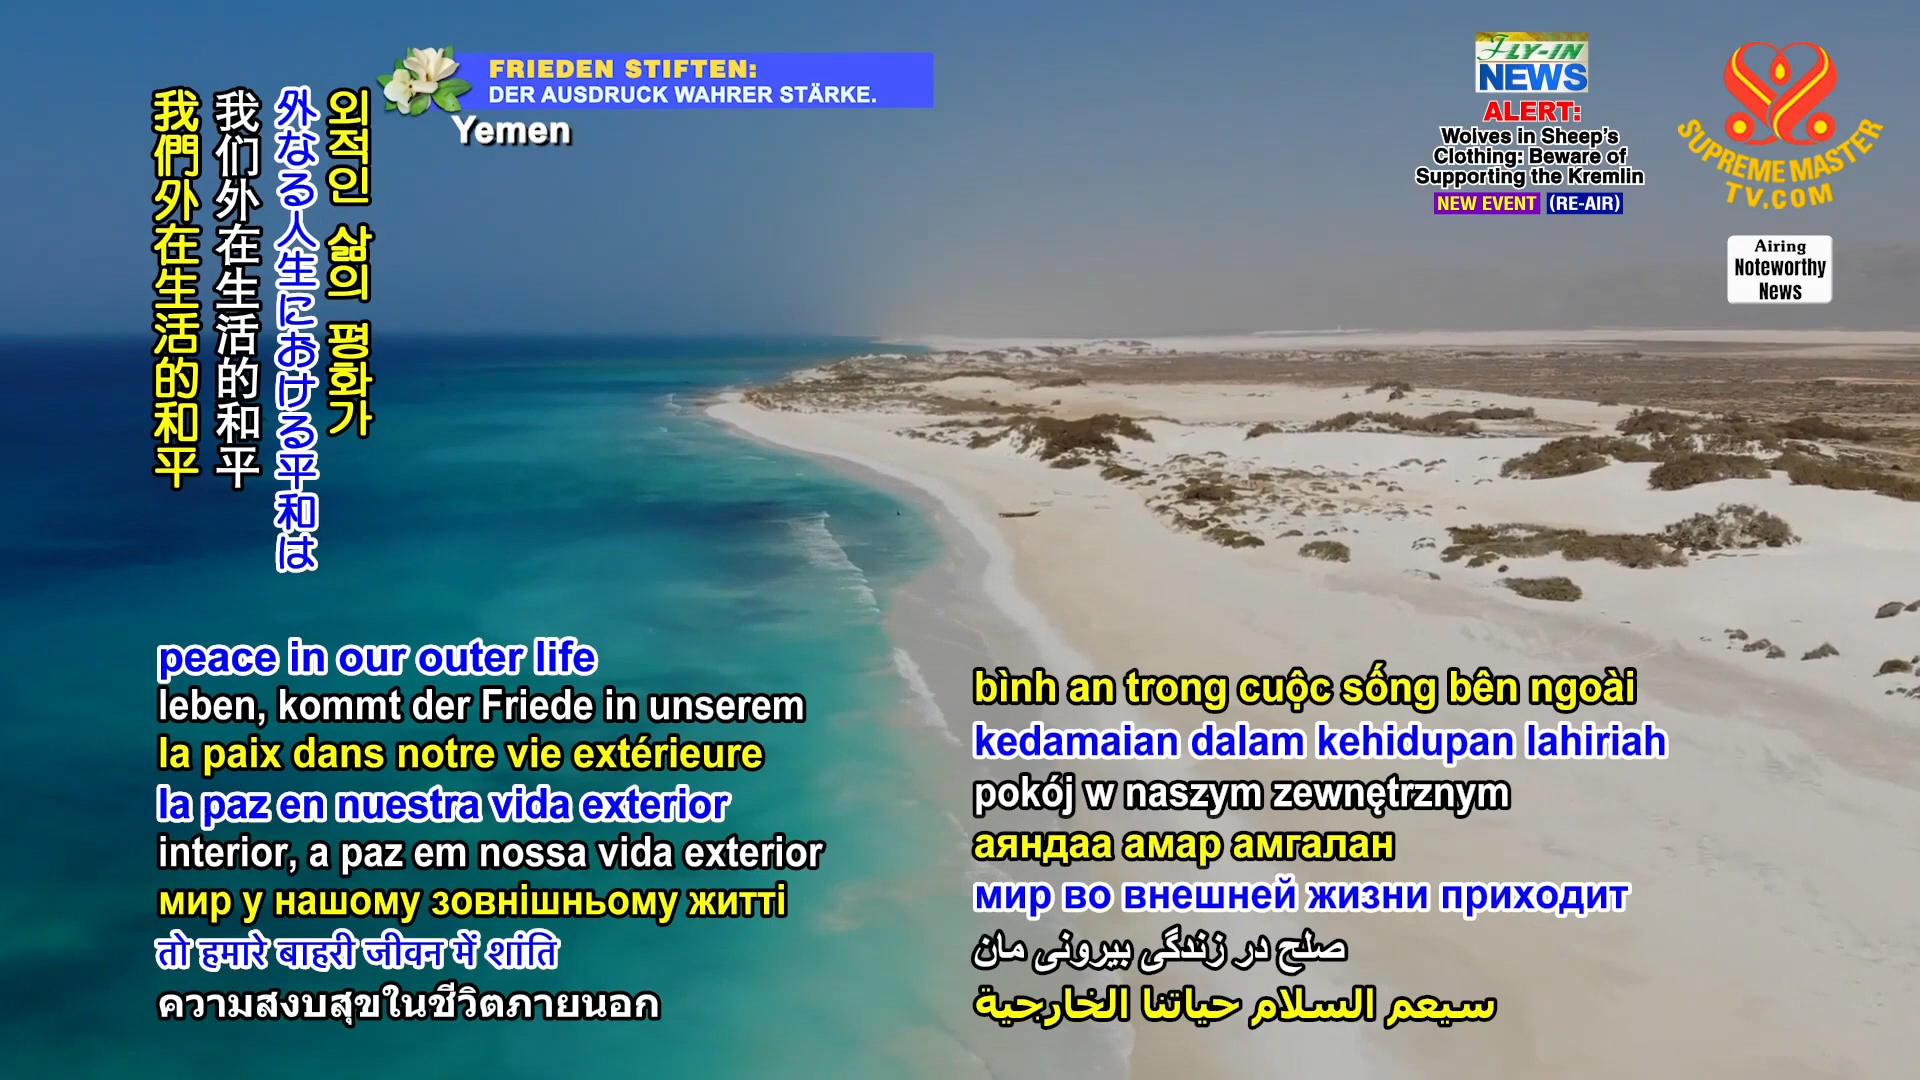 FRIEDEN STIFTEN:
DER AUSDRUCK WAHRER STÄRKE.
Yemen
FLY-IN
NEWS
ALERT:
Wolves in Sheep's
Clothing: Beware of
Supporting the Kremlin
NEW EVENT (RE-AIR)
SUPREME MASTER
TV.COM
Airing
Noteworthy
News
외적인 삶의 평화가
外なる人生における平和は
我们外在生活的和平
我們外在生活的和平
peace in our outer life
leben, kommt der Friede in unserem
la paix dans notre vie extérieure
la paz en nuestra vida exterior
interior, a paz em nossa vida exterior
мир у нашому зовнішньому житті
तो हमारे बाहरी जीवन में शांति
ความสงบสุขในชีวิตภายนอก
bình an trong cuộc sống bên ngoài
kedamaian dalam kehidupan lahiriah
pokój w naszym zewnętrznym
аяндаа амар амгалан
мир во внешней жизни приходит
صلح در زندگی بیرونی مان
سيعم السلام حياتنا الخارجية